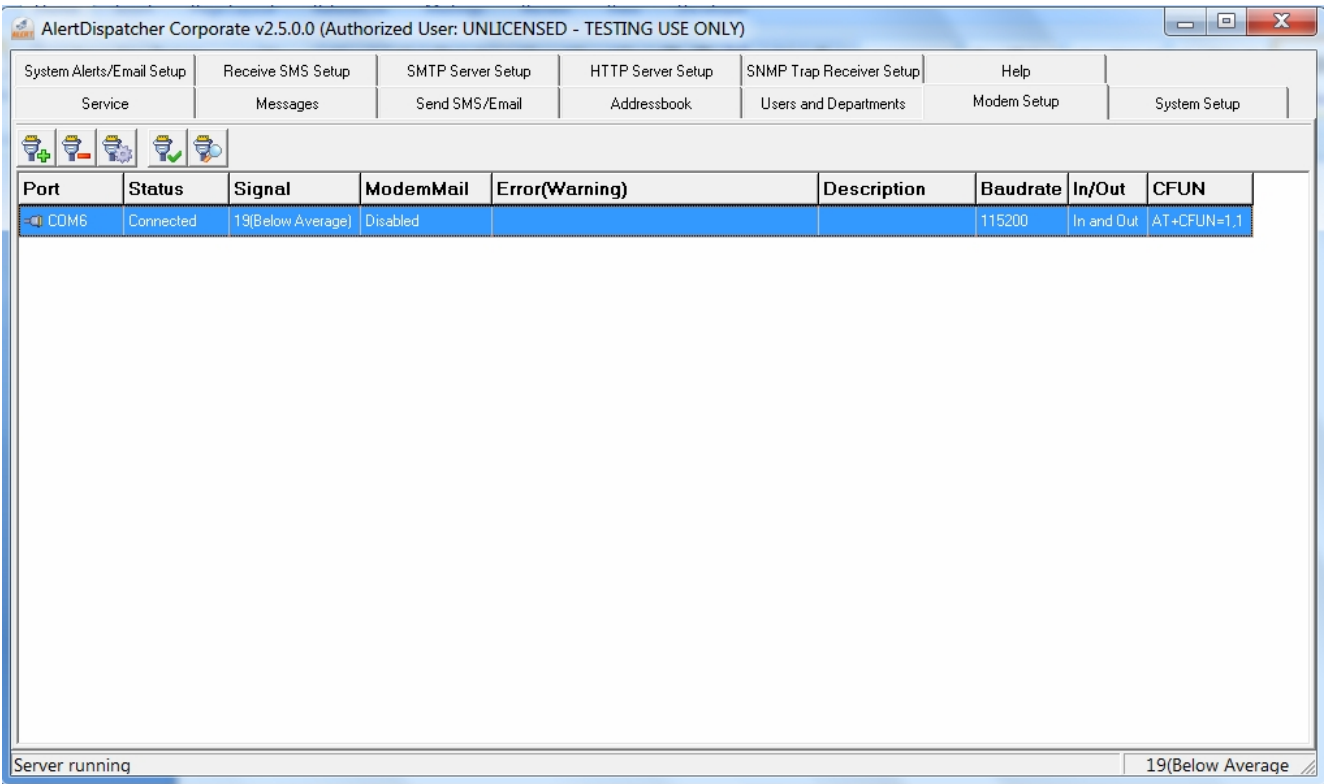 AlertDispatcher Corporate v2.5.0.0 (Authorized User: UNLICENSED - TESTING USE ONLY)
System Alerts/Email Setup Receive SMS Setup SMTP Server Setup HTTP Server Setup SNMP Trap Receiver Setup Help
Service Messages Send SMS/Email Addressbook Users and Departments Modem Setup System Setup
Port Status Signal ModemMail Error(Warning) Description Baudrate In/Out CFUN
COM6 Connected 19(Below Average) Disabled 115200 In and Out AT+CFUN=1,1
Server running 19(Below Average